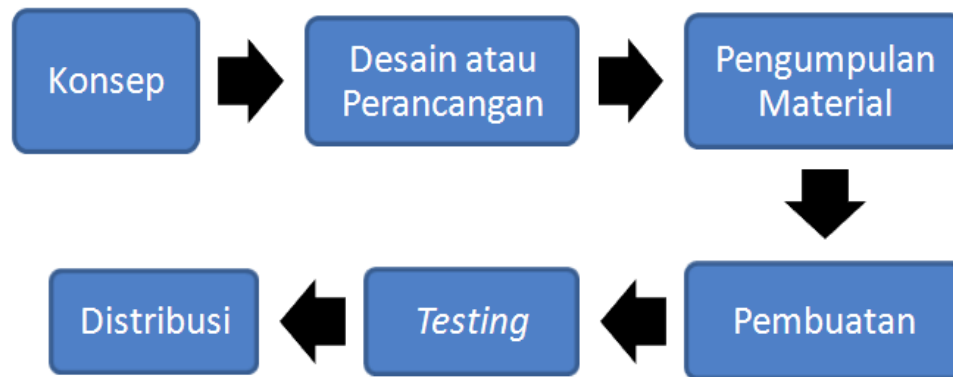 Konsep
Desain atau
Perancangan
Pengumpulan
Material
Pembuatan
Testing
Distribusi